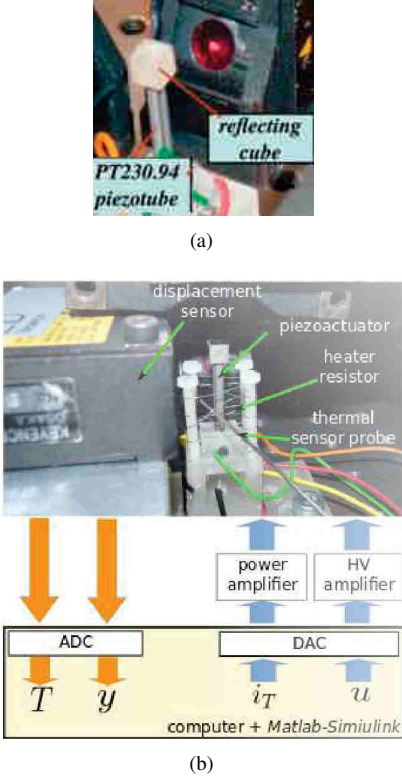 reflecting
cube
PT230.94
piezotube
(a)
displacement
sensor
piezoactuator
heater
resistor
thermal
sensor probe
KEYENCE
power
amplifier
HV
amplifier
ADC
DAC
T
y
i_T
u
computer + Matlab-Simiulink
(b)